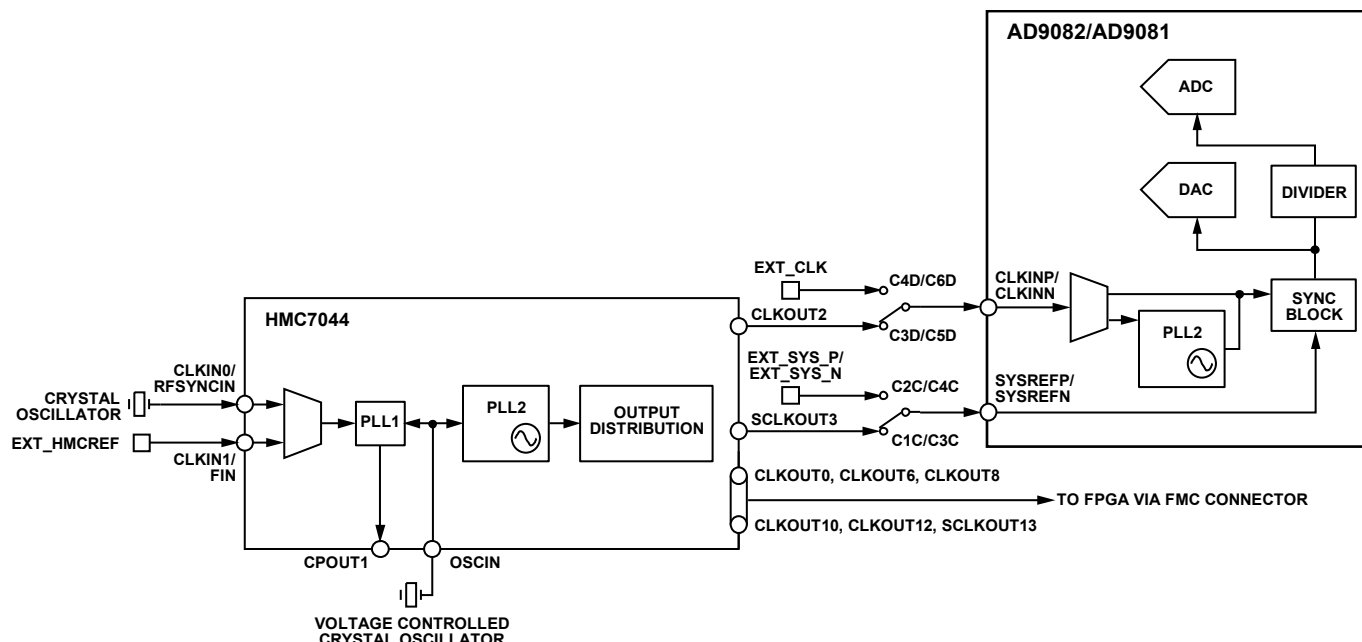 AD9082/AD9081
ADC
DAC
DIVIDER
EXT_CLK
C4D/C6D
CLKINP/
CLKINN
SYNC
BLOCK
HMC7044
CLKOUT2
C3D/C5D
PLL2
EXT_SYS_P/
EXT_SYS_N
CLKIN0/
RFSYNCIN
C2C/C4C
SYSREFP/
SYSREFN
CRYSTAL
OSCILLATOR
PLL1
PLL2
OUTPUT
DISTRIBUTION
SCLKOUT3
EXT_HMCREF
C1C/C3C
CLKIN1/
FIN
CLKOUT0, CLKOUT6, CLKOUT8
TO FPGA VIA FMC CONNECTOR
CLKOUT10, CLKOUT12, SCLKOUT13
CPOUT1
OSCIN
VOLTAGE CONTROLLED
CRYSTAL OSCILLATOR